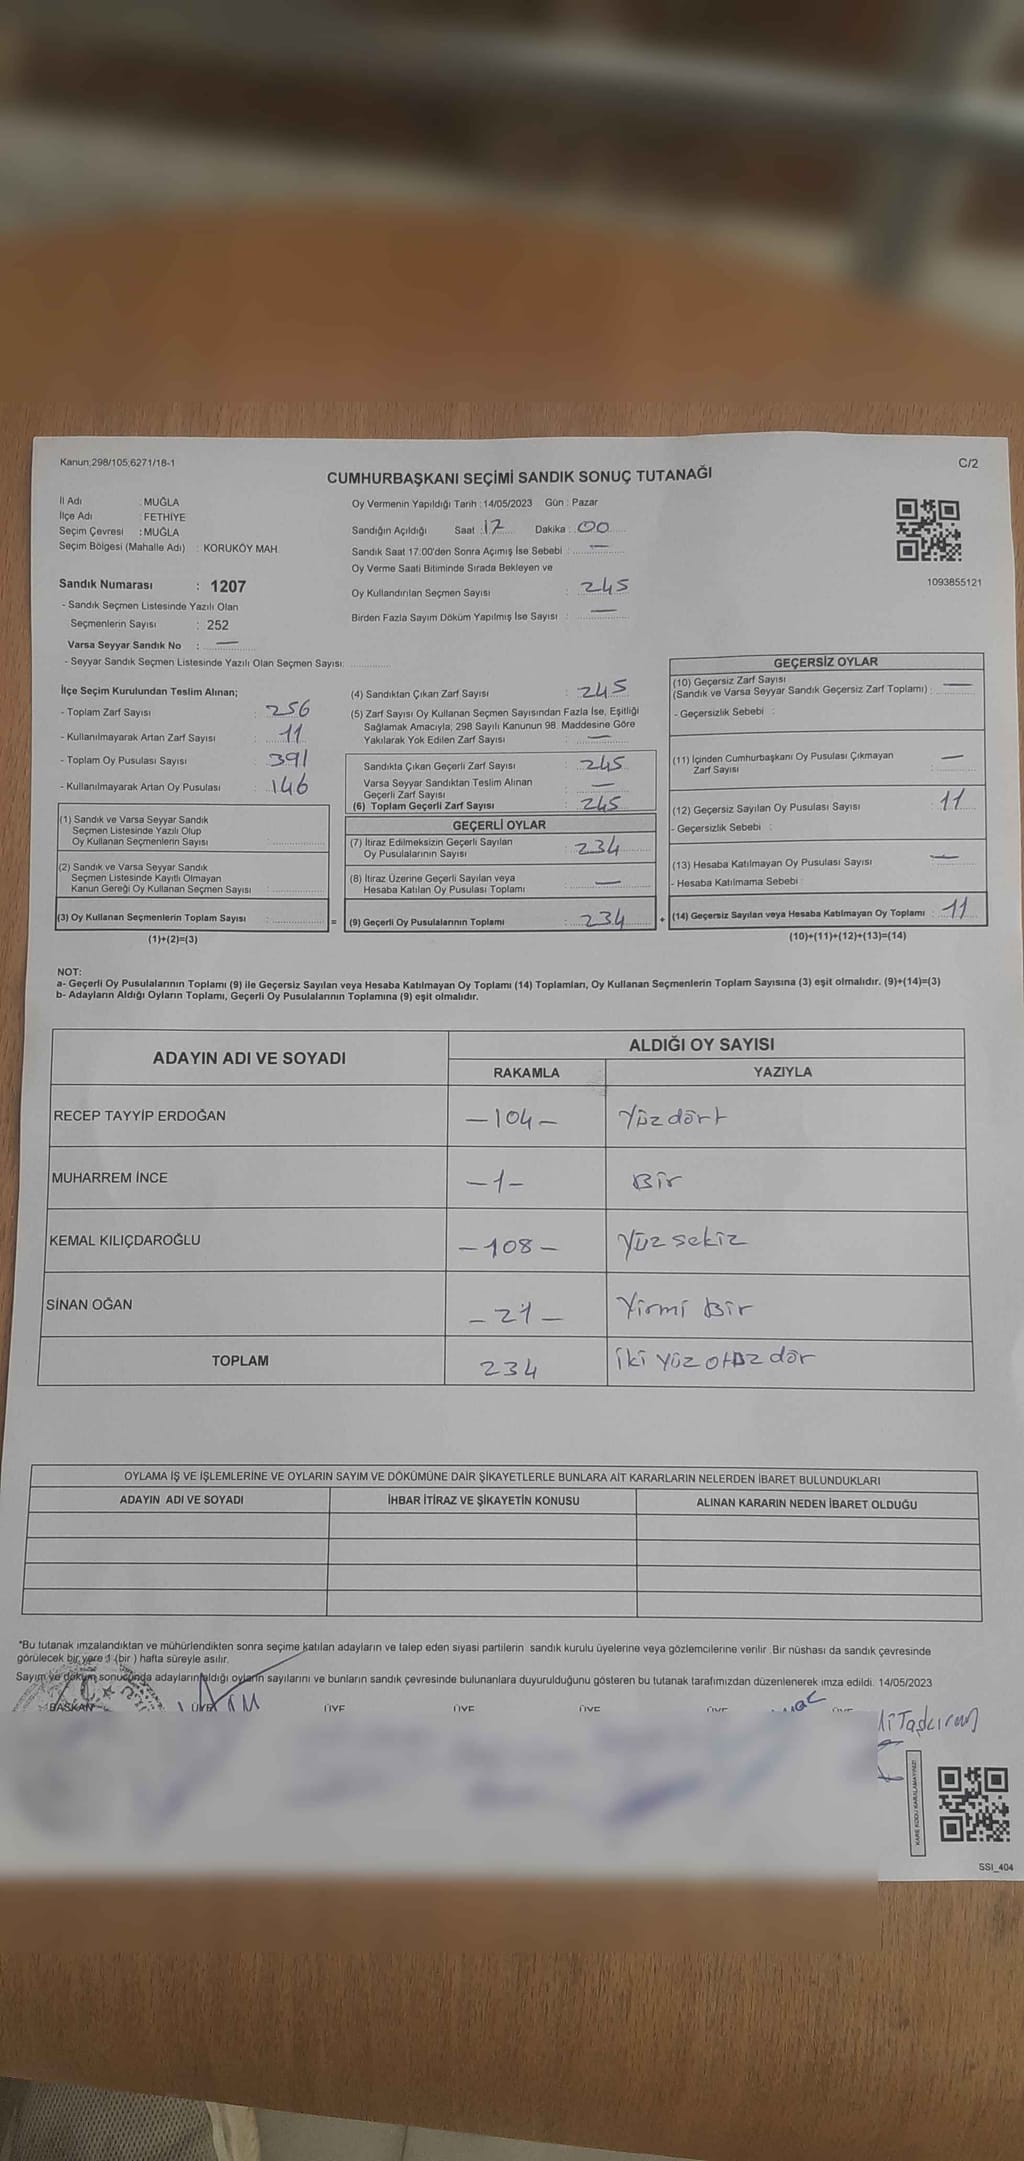 Kanun,298/105,6271/18-1
C/2
CUMHURBAŞKANI SEÇİMİ SANDIK SONUÇ TUTANAĞI
İl Adı : MUĞLA
İlçe Adı : FETHİYE
Seçim Çevresi : MUĞLA
Seçim Bölgesi (Mahalle Adı) : KORUKÖY MAH.
Sandık Numarası : 1207
- Sandık Seçmen Listesinde Yazılı Olan
Seçmenlerin Sayısı : 252
Varsa Seyyar Sandık No : —
- Seyyar Sandık Seçmen Listesinde Yazılı Olan Seçmen Sayısı:
Oy Vermenin Yapıldığı Tarih : 14/05/2023 Gün : Pazar
Sandığın Açıldığı Saat : 17 Dakika : 00
Sandık Saat 17:00'den Sonra Açımış İse Sebebi : —
Oy Verme Saati Bitiminde Sırada Bekleyen ve
Oy Kullandırılan Seçmen Sayısı : 245
Birden Fazla Sayım Döküm Yapılmış İse Sayısı : —
1093855121
İlçe Seçim Kurulundan Teslim Alınan;
- Toplam Zarf Sayısı : 256
- Kullanılmayarak Artan Zarf Sayısı : 11
- Toplam Oy Pusulası Sayısı : 391
- Kullanılmayarak Artan Oy Pusulası : 146
(1) Sandık ve Varsa Seyyar Sandık
Seçmen Listesinde Yazılı Olup
Oy Kullanan Seçmenlerin Sayısı :
(2) Sandık ve Varsa Seyyar Sandık
Seçmen Listesinde Kayıtlı Olmayan
Kanun Gereği Oy Kullanan Seçmen Sayısı :
(3) Oy Kullanan Seçmenlerin Toplam Sayısı :
(1)+(2)=(3)
=
(4) Sandıktan Çıkan Zarf Sayısı : 245
(5) Zarf Sayısı Oy Kullanan Seçmen Sayısından Fazla İse, Eşitliği
Sağlamak Amacıyla, 298 Sayılı Kanunun 98. Maddesine Göre
Yakılarak Yok Edilen Zarf Sayısı : —
Sandıkta Çıkan Geçerli Zarf Sayısı : 245
Varsa Seyyar Sandıktan Teslim Alınan
Geçerli Zarf Sayısı : —
(6) Toplam Geçerli Zarf Sayısı : 245
GEÇERLİ OYLAR
(7) İtiraz Edilmeksizin Geçerli Sayılan
Oy Pusulalarının Sayısı : 234
(8) İtiraz Üzerine Geçerli Sayılan veya
Hesaba Katılan Oy Pusulası Toplamı : —
(9) Geçerli Oy Pusulalarının Toplamı : 234
+
GEÇERSİZ OYLAR
(10) Geçersiz Zarf Sayısı
(Sandık ve Varsa Seyyar Sandık Geçersiz Zarf Toplamı) : —
- Geçersizlik Sebebi :
(11) İçinden Cumhurbaşkanı Oy Pusulası Çıkmayan
Zarf Sayısı : —
(12) Geçersiz Sayılan Oy Pusulası Sayısı : 11
- Geçersizlik Sebebi :
(13) Hesaba Katılmayan Oy Pusulası Sayısı : —
- Hesaba Katılmama Sebebi :
(14) Geçersiz Sayılan veya Hesaba Katılmayan Oy Toplamı : 11
(10)+(11)+(12)+(13)=(14)
NOT:
a- Geçerli Oy Pusulalarının Toplamı (9) ile Geçersiz Sayılan veya Hesaba Katılmayan Oy Toplamı (14) Toplamları, Oy Kullanan Seçmenlerin Toplam Sayısına (3) eşit olmalıdır. (9)+(14)=(3)
b- Adayların Aldığı Oyların Toplamı, Geçerli Oy Pusulalarının Toplamına (9) eşit olmalıdır.
ADAYIN ADI VE SOYADI
ALDIĞI OY SAYISI
RAKAMLA YAZIYLA
RECEP TAYYİP ERDOĞAN —104— Yüz dört
MUHARREM İNCE —1— Bir
KEMAL KILIÇDAROĞLU —108— Yüz sekiz
SİNAN OĞAN —21— Yirmi Bir
TOPLAM 234 iki yüz otuz dör
OYLAMA İŞ VE İŞLEMLERİNE VE OYLARIN SAYIM VE DÖKÜMÜNE DAİR ŞİKAYETLERLE BUNLARA AİT KARARLARIN NELERDEN İBARET BULUNDUKLARI
ADAYIN ADI VE SOYADI İHBAR İTİRAZ VE ŞİKAYETİN KONUSU ALINAN KARARIN NEDEN İBARET OLDUĞU
*Bu tutanak imzalandıktan ve mühürlendikten sonra seçime katılan adayların ve talep eden siyasi partilerin sandık kurulu üyelerine veya gözlemcilerine verilir. Bir nüshası da sandık çevresinde
görülecek bir yere 1 (bir ) hafta süreyle asılır.
Sayım ve döküm sonucunda adayların aldığı oyların sayılarını ve bunların sandık çevresinde bulunanlara duyurulduğunu gösteren bu tutanak tarafımızdan düzenlenerek imza edildi. 14/05/2023
BAŞKAN ÜYE ÜYE ÜYE ÜYE ÜYE ÜYE
KARE KODU KARALAMAYINIZ!
SSI_404